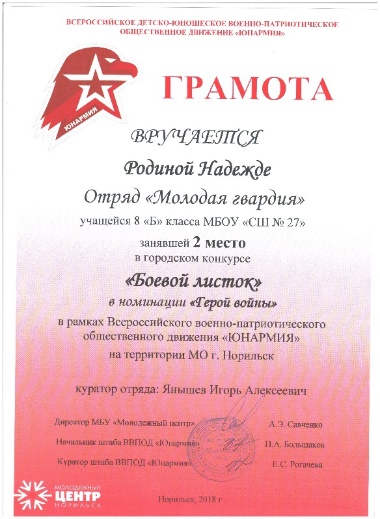 ВСЕРОССИЙСКОЕ ДЕТСКО-ЮНОШЕСКОЕ ВОЕННО-ПАТРИОТИЧЕСКОЕ
ОБЩЕСТВЕННОЕ ДВИЖЕНИЕ «ЮНАРМИЯ»
ЮНАРМИЯ
ГРАМОТА
ВРУЧАЕТСЯ
Родиной Надежде
Отряд «Молодая гвардия»
учащейся 8 «Б» класса МБОУ «СШ № 27»
занявшей 2 место
в городском конкурсе
«Боевой листок»
в номинации «Герой войны»
в рамках Всероссийского военно-патриотического
общественного движения «ЮНАРМИЯ»
на территории МО г. Норильск
куратор отряда: Янышев Игорь Алексеевич
Директор МБУ «Молодежный центр» А.Э. Савченко
Начальник штаба ВВПОД «Юнармия» Н.А. Большаков
Куратор штаба ВВПОД «Юнармия» Е.С. Рогачева
МОЛОДЕЖНЫЙ
ЦЕНТР
НОРИЛЬСК
Норильск, 2018 г.